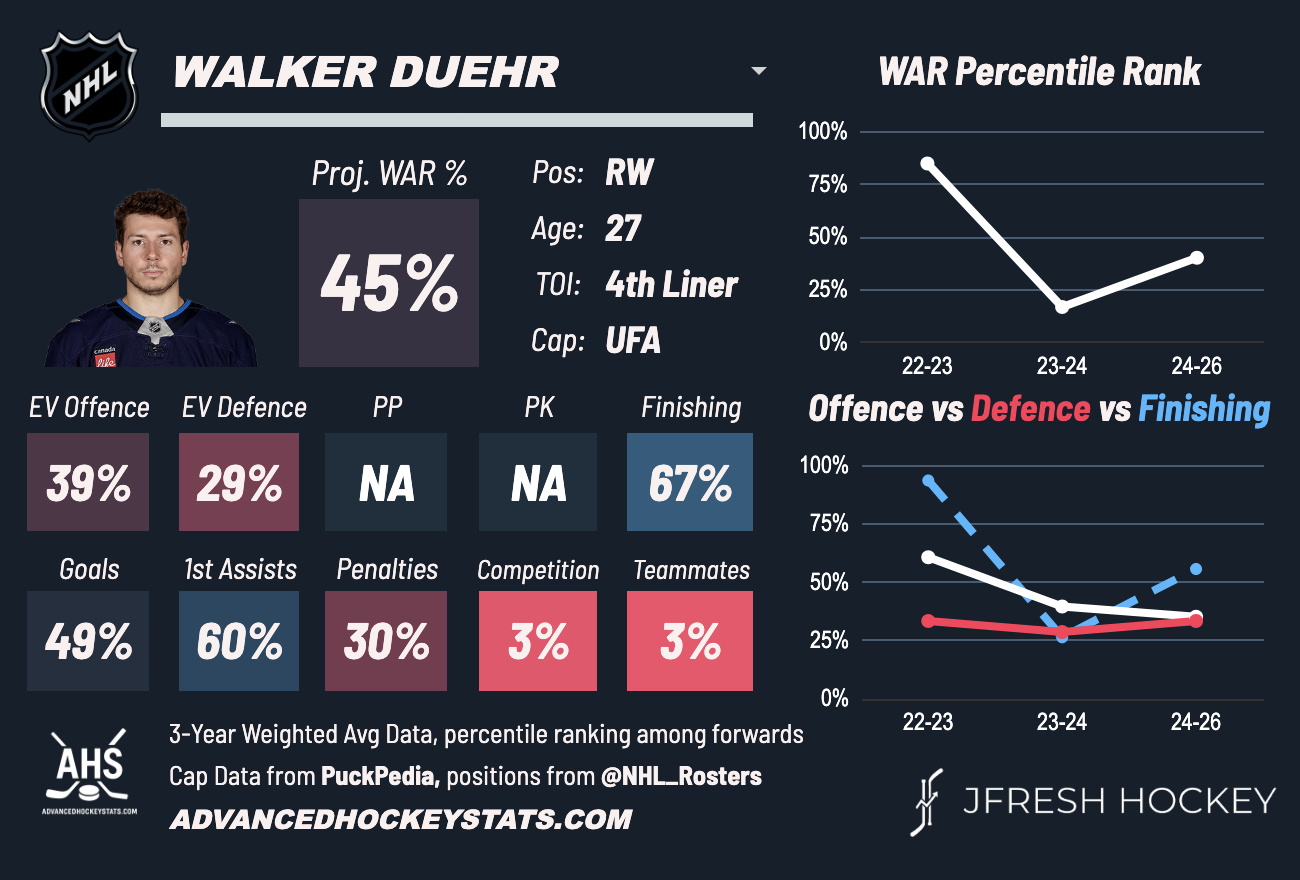 NHL
WALKER DUEHR
Proj. WAR %
45%
Pos: RW
Age: 27
TOI: 4th Liner
Cap: UFA
canada
life
EV Offence EV Defence PP PK Finishing
39% 29% NA NA 67%
Goals 1st Assists Penalties Competition Teammates
49% 60% 30% 3% 3%
WAR Percentile Rank
100%
75%
50%
25%
0%
22-23 23-24 24-26
Offence vs Defence vs Finishing
100%
75%
50%
25%
0%
22-23 23-24 24-26
AHS
ADVANCEDHOCKEYSTATS.COM
3-Year Weighted Avg Data, percentile ranking among forwards
Cap Data from PuckPedia, positions from @NHL_Rosters
ADVANCEDHOCKEYSTATS.COM
JFRESH HOCKEY